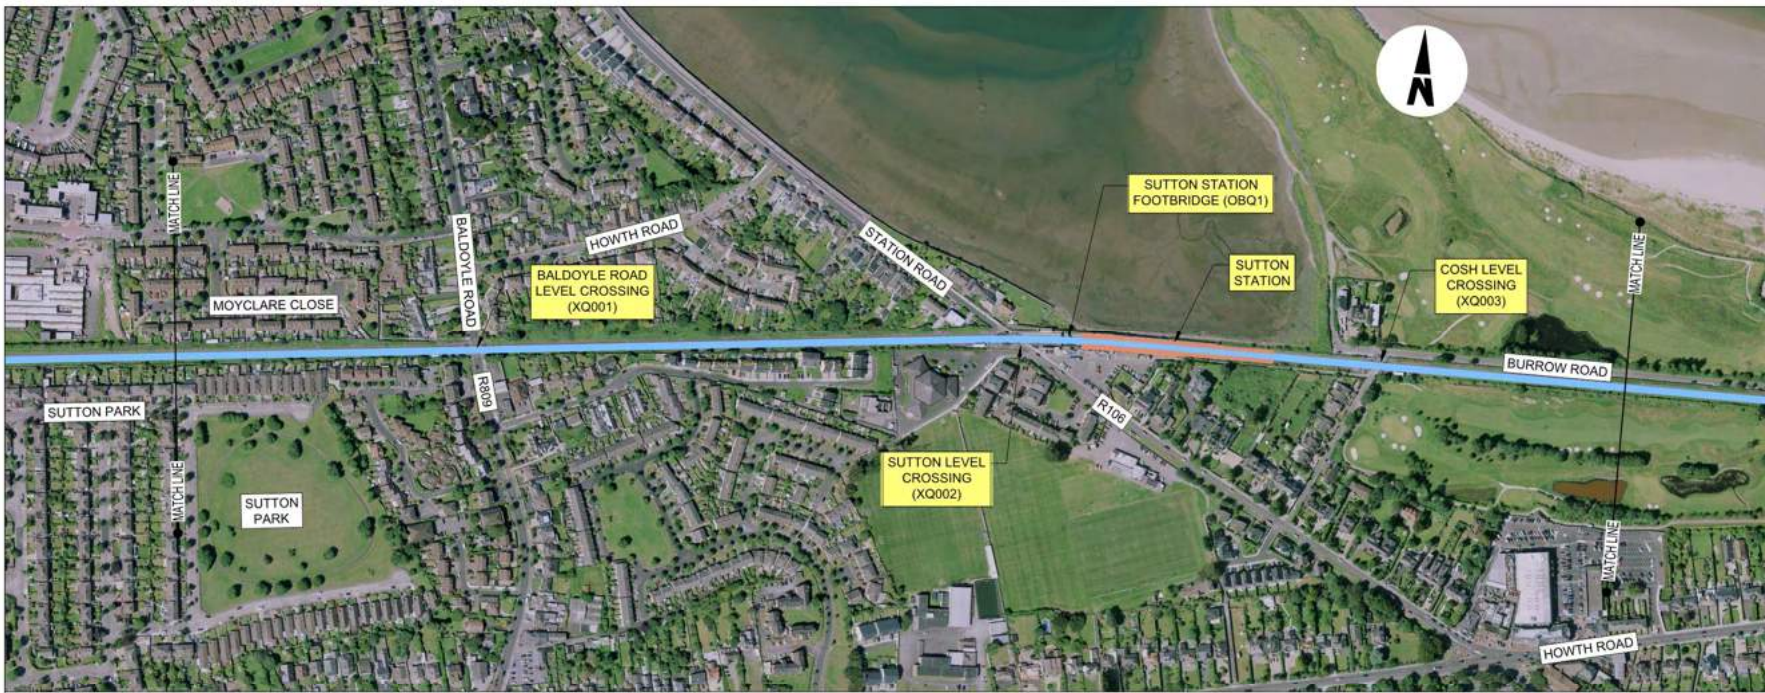 N
MATCH LINE
BALDOYLE ROAD
HOWTH ROAD
STATION ROAD
SUTTON STATION
FOOTBRIDGE (OBQ1)
SUTTON
STATION
COSH LEVEL
CROSSING
(XQ003)
MATCH LINE
BALDOYLE ROAD
LEVEL CROSSING
(XQ001)
MOYCLARE CLOSE
BURROW ROAD
R809
SUTTON PARK
R106
SUTTON LEVEL
CROSSING
(XQ002)
MATCH LINE
SUTTON
PARK
MATCH LINE
HOWTH ROAD